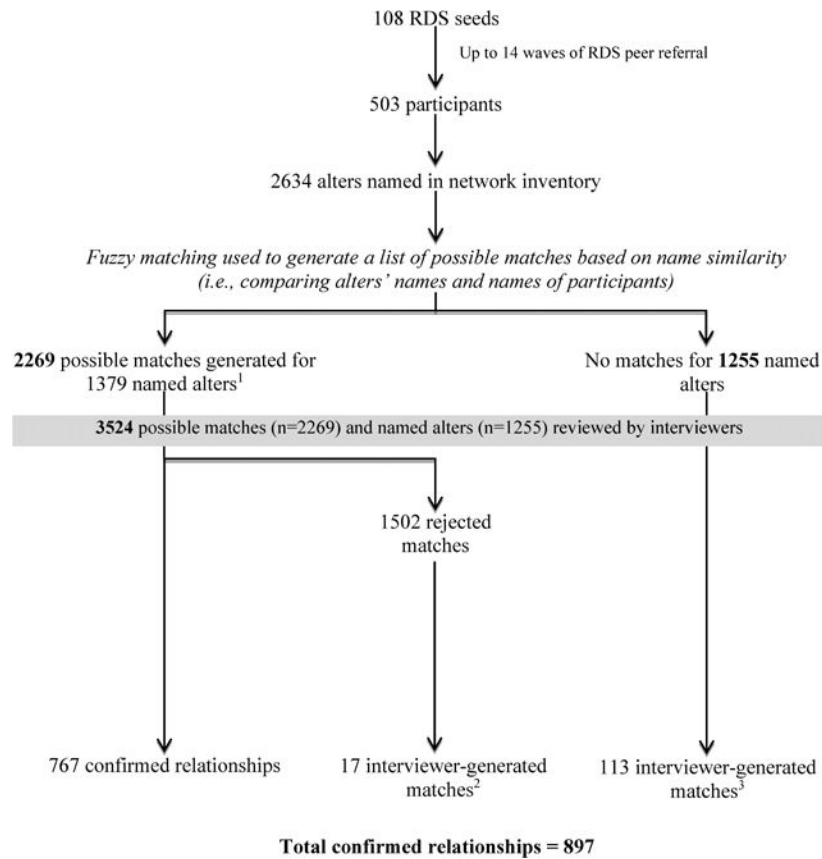 108 RDS seeds
Up to 14 waves of RDS peer referral
503 participants
2634 alters named in network inventory
Fuzzy matching used to generate a list of possible matches based on name similarity
(i.e., comparing alters’ names and names of participants)
2269 possible matches generated for
1379 named alters1
No matches for 1255 named
alters
3524 possible matches (n=2269) and named alters (n=1255) reviewed by interviewers
1502 rejected
matches
767 confirmed relationships
17 interviewer-generated
matches2
113 interviewer-generated
matches3
Total confirmed relationships = 897